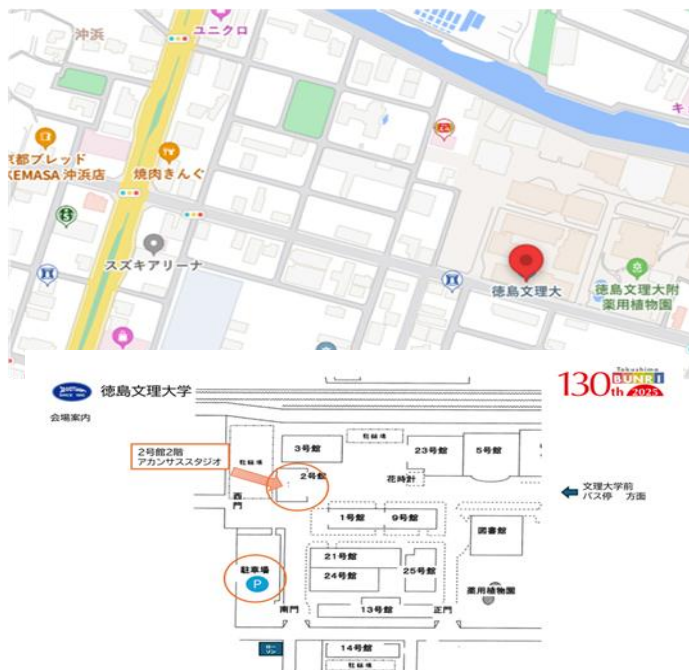 ユニクロ
沖浜
キ
京都ブレッド
KEMASA 沖浜店
焼肉きんぐ
スズキアリーナ
徳島文理大
徳島文理大附
薬用植物園
徳島文理大学
130th
Tokushima
BUNRI
2025
会場案内
2号館2階
アカンサススタジオ
3号館
駐輪場
23号館
5号館
駐輪場
2号館
花時計
文理大学前
バス停 方面
西門
1号館
9号館
図書館
駐車場
P
21号館
24号館
25号館
薬用植物園
13号館
南門
正門
14号館
駐輪場